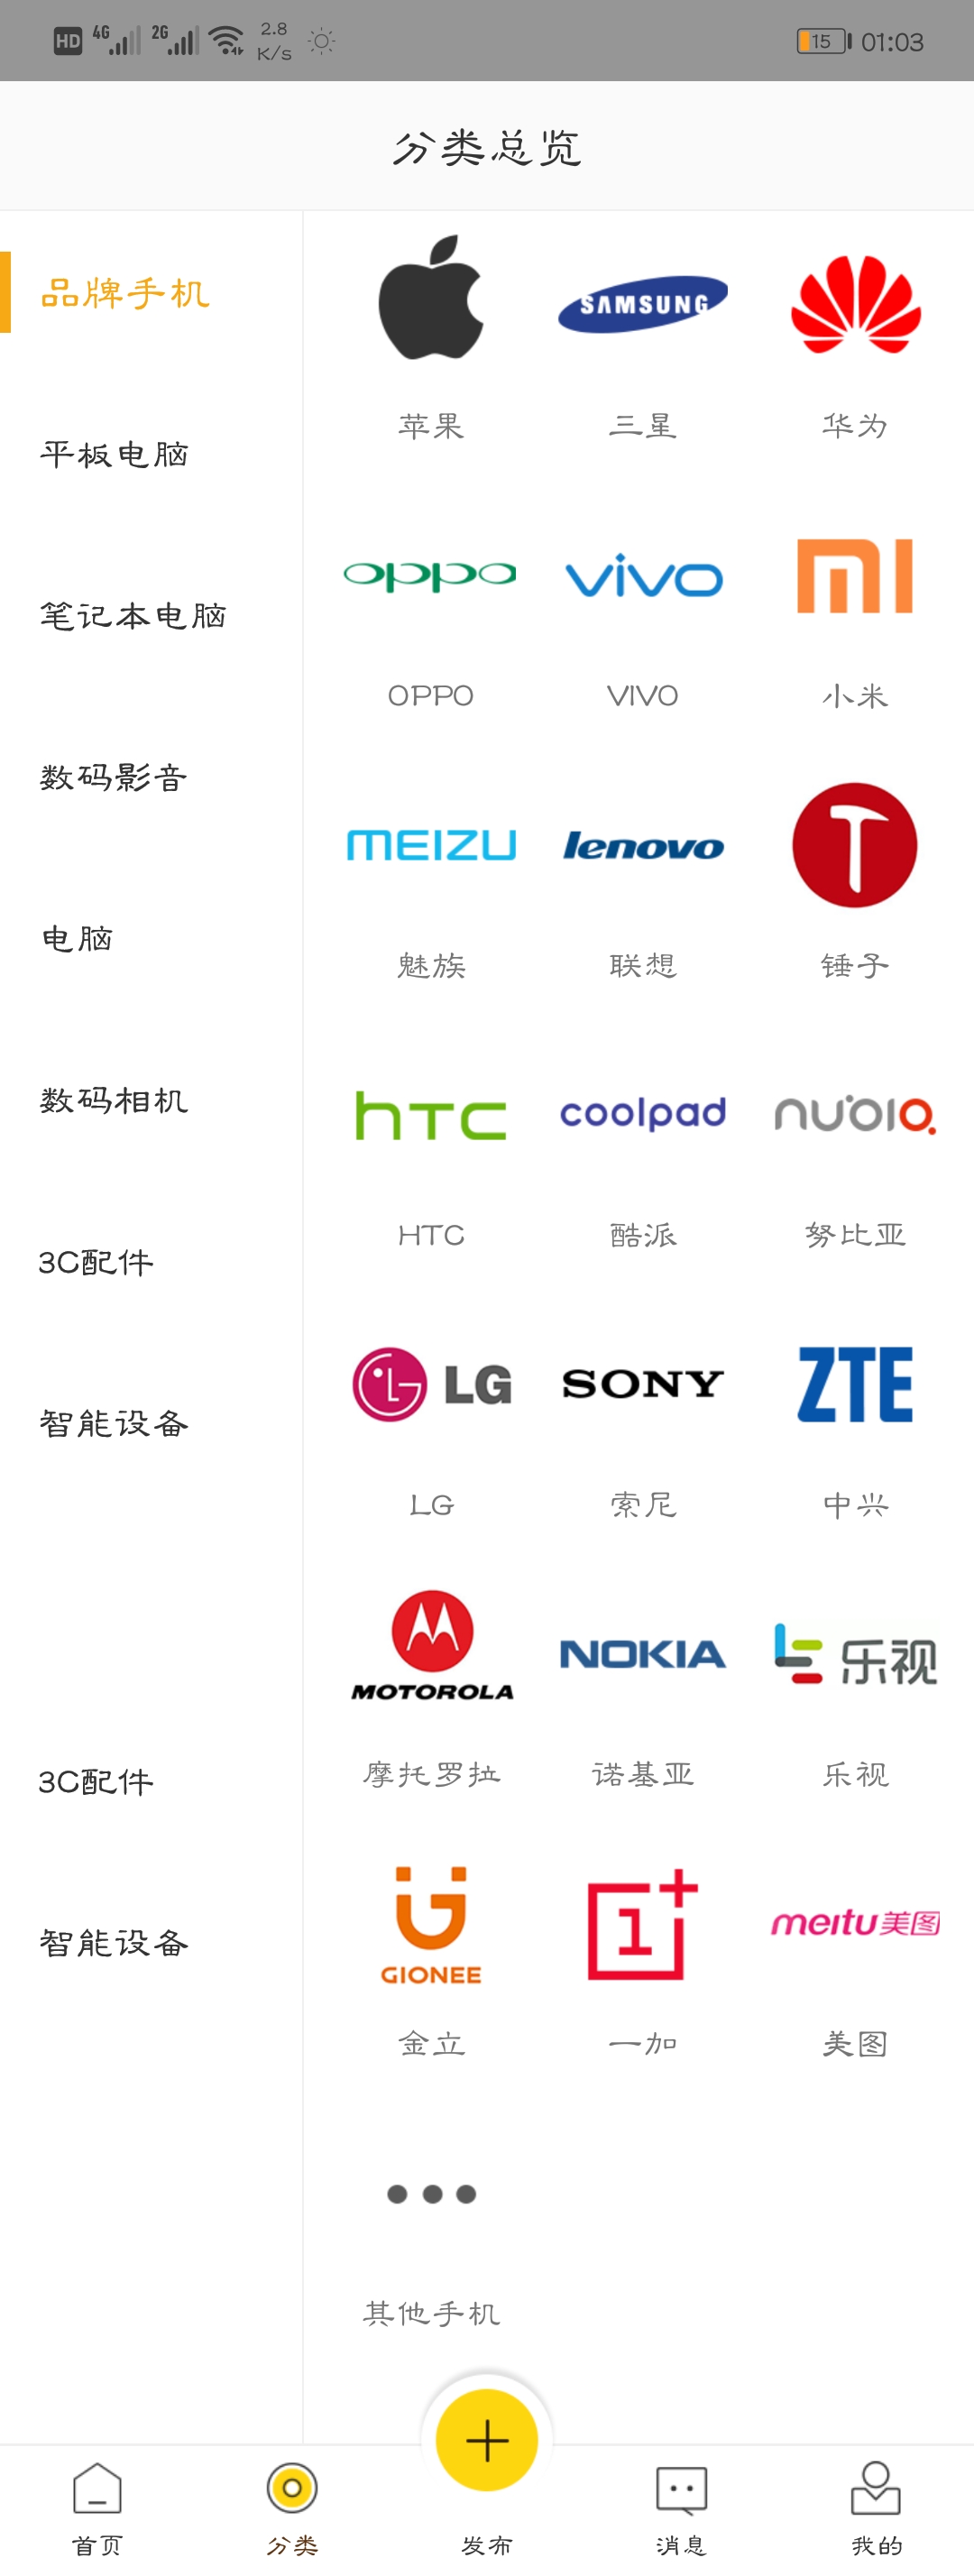 HD 4G 2G 2.8 K/s 15 01:03
分类总览
品牌手机
平板电脑
笔记本电脑
数码影音
电脑
数码相机
3C配件
智能设备
3C配件
智能设备
SAMSUNG
苹果 三星 华为
oppo vivo MI
OPPO VIVO 小米
MEIZU lenovo T
魅族 联想 锤子
hTC coolpad nubia
HTC 酷派 努比亚
LG SONY ZTE
LG 索尼 中兴
MOTOROLA NOKIA 乐视
摩托罗拉 诺基亚 乐视
GIONEE 1+ meitu美图
金立 一加 美图
其他手机
首页 分类 发布 消息 我的